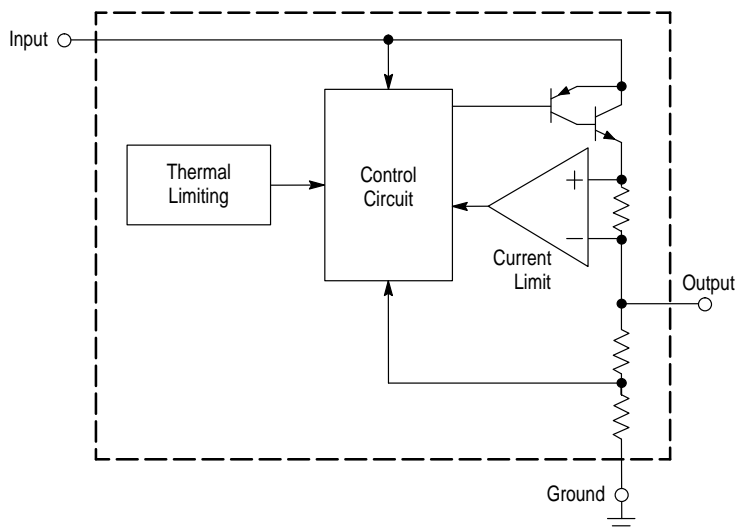 Input
Thermal
Limiting
Control
Circuit
+
−
Current
Limit
Output
Ground